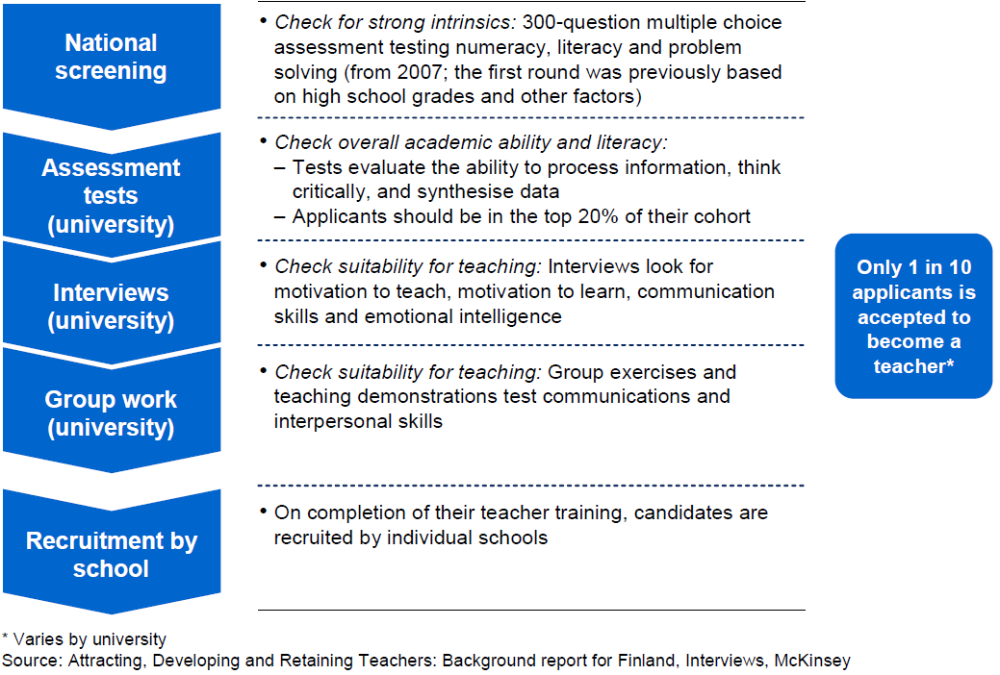 National
screening
• Check for strong intrinsics: 300-question multiple choice
assessment testing numeracy, literacy and problem
solving (from 2007; the first round was previously based
on high school grades and other factors)
Assessment
tests
(university)
• Check overall academic ability and literacy:
– Tests evaluate the ability to process information, think
critically, and synthesise data
– Applicants should be in the top 20% of their cohort
Interviews
(university)
• Check suitability for teaching: Interviews look for
motivation to teach, motivation to learn, communication
skills and emotional intelligence
Group work
(university)
• Check suitability for teaching: Group exercises and
teaching demonstrations test communications and
interpersonal skills
Recruitment by
school
• On completion of their teacher training, candidates are
recruited by individual schools
Only 1 in 10
applicants is
accepted to
become a
teacher*
* Varies by university
Source: Attracting, Developing and Retaining Teachers: Background report for Finland, Interviews, McKinsey